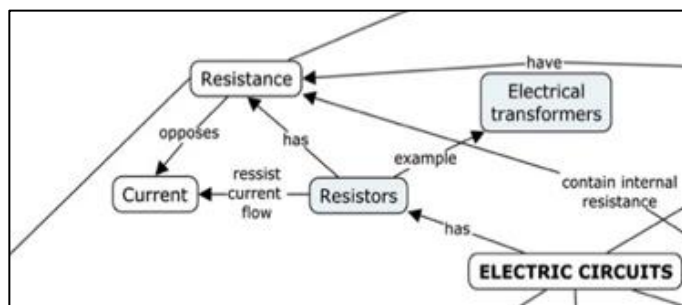 have
Resistance
Electrical
transformers
opposes
has
example
ressist
current
flow
Current
Resistors
contain internal
resistance
has
ELECTRIC CIRCUITS